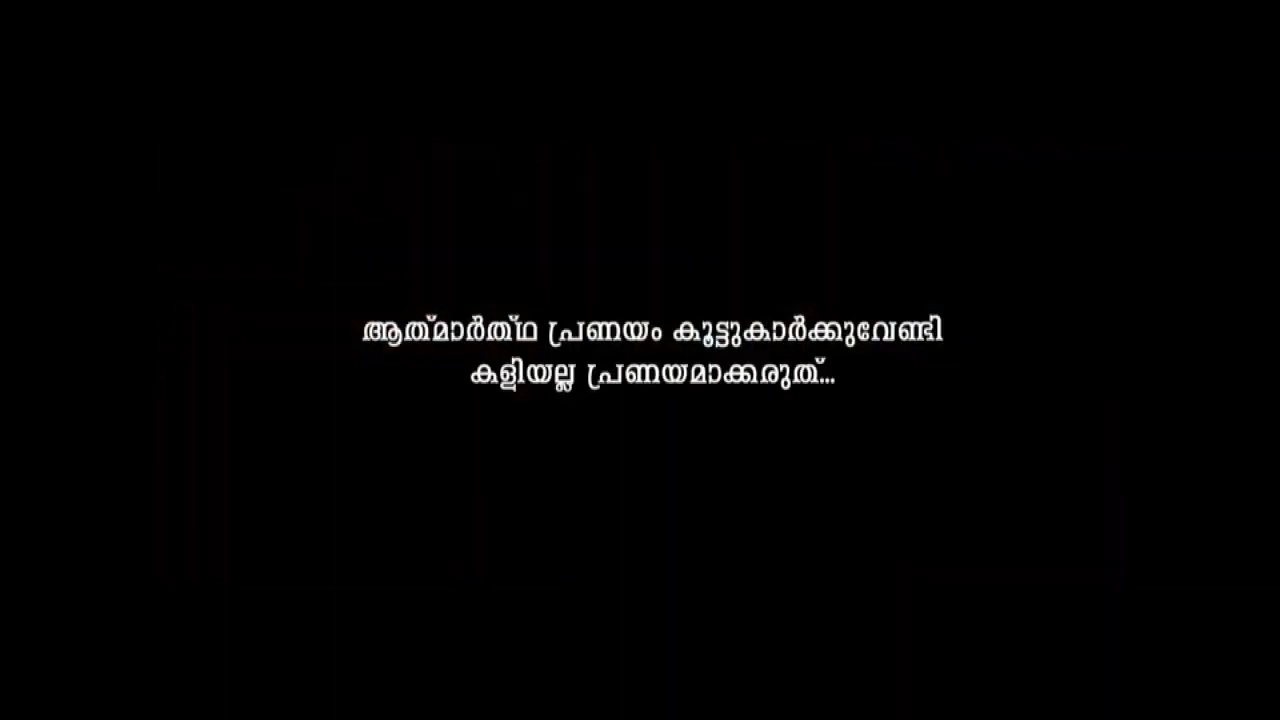 ആത്മാർത്ഥ പ്രണയം കൂട്ടുകാർക്കുവേണ്ടി
കളിയല്ല പ്രണയമാക്കരുത്...